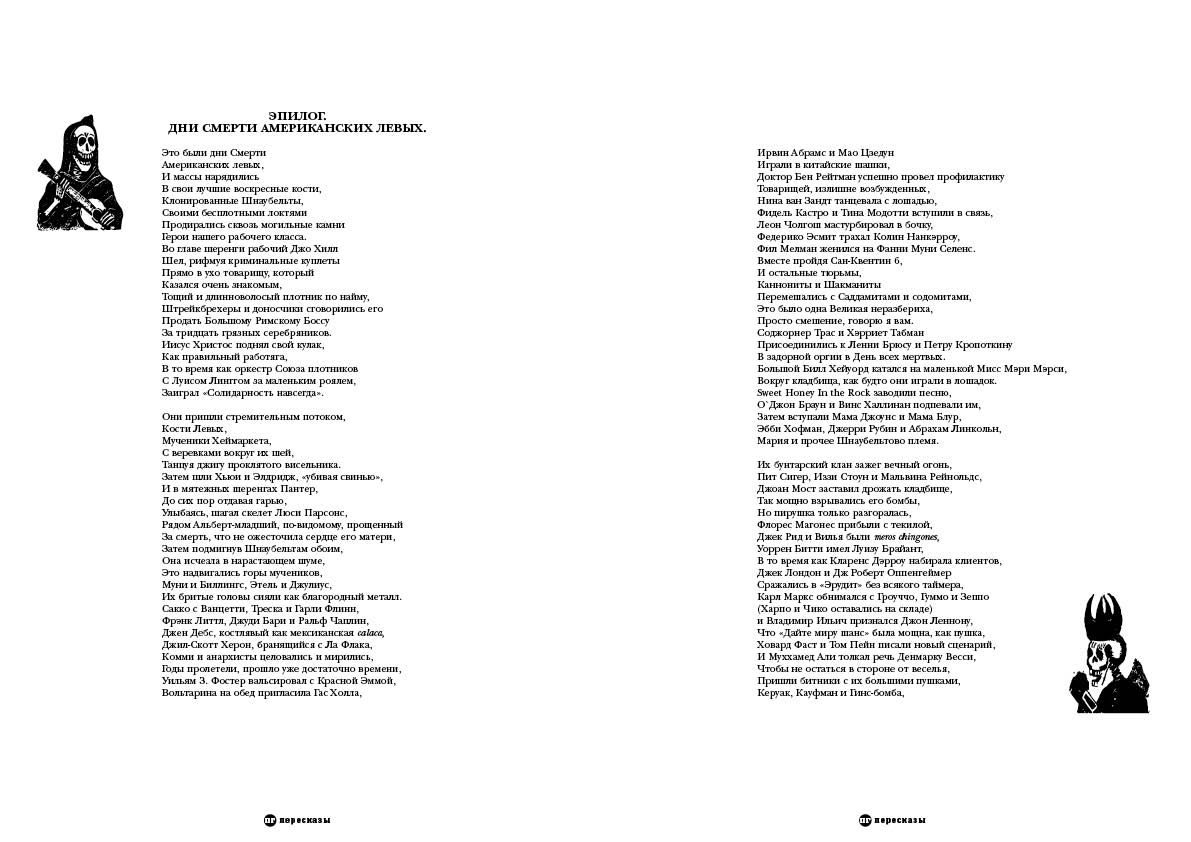 ЭПИЛОГ.
ДНИ СМЕРТИ АМЕРИКАНСКИХ ЛЕВЫХ.
Это были дни Смерти
Американских левых,
И массы нарядились
В свои лучшие воскресные кости,
Клонированные Шнаубельты,
Своими бесплотными локтями
Продирались сквозь могильные камни
Герои нашего рабочего класса.
Во главе шеренги рабочий Джо Хилл
Шел, рифмуя криминальные куплеты
Прямо в ухо товарищу, который
Казался очень знакомым,
Тощий и длинноволосый плотник по найму,
Штрейкбрехеры и доносчики сговорились его
Продать Большому Римскому Боссу
За тридцать грязных серебряников.
Иисус Христос поднял свой кулак,
Как правильный работяга,
В то время как оркестр Союза плотников
С Луисом Линггом за маленьким роялем,
Заиграл «Солидарность навсегда».
Они пришли стремительным потоком,
Кости Левых,
Мученики Хеймаркета,
С веревками вокруг их шей,
Танцуя джигу проклятого висельника.
Затем шли Хьюи и Элдридж, «убивая свинью»,
И в мятежных шеренгах Пантер,
До сих пор отдавая гарью,
Улыбаясь, шагал скелет Люси Парсонс,
Рядом Альберт-младший, по-видимому, прощенный
За смерть, что не ожесточила сердце его матери,
Затем подмигнув Шнаубельтам обоим,
Она исчезла в нарастающем шуме,
Это надвигались горы мучеников,
Муни и Биллингс, Этель и Джулиус,
Их бритые головы сияли как благородный металл.
Сакко с Ванцетти, Треска и Гарли Флинн,
Фрэнк Литтл, Джуди Бари и Ральф Чаплин,
Джен Дебс, костлявый как мексиканская calaca,
Джил-Скотт Херон, бранящийся с Ла Флака,
Комми и анархисты целовались и мирились,
Годы пролетели, прошло уже достаточно времени,
Уильям З. Фостер вальсировал с Красной Эммой,
Вольтарина на обед пригласила Гас Холла,
пг пересказы
Ирвин Абрамс и Мао Цзедун
Играли в китайские шашки,
Доктор Бен Рейтман успешно провел профилактику
Товарищей, излишне возбужденных,
Нина ван Зандт танцевала с лошадью,
Фидель Кастро и Тина Модотти вступили в связь,
Леон Чолгош мастурбировал в бочку,
Федерико Эсмит трахал Колин Нанкэрроу,
Фил Мелман женился на Фанни Муни Селенс.
Вместе пройдя Сан-Квентин 6,
И остальные тюрьмы,
Каннониты и Шакманиты
Перемешались с Саддамитами и содомитами,
Это было одна Великая неразбериха,
Просто смешение, говорю я вам.
Соджорнер Трас и Хэрриет Табман
Присоединились к Ленни Брюсу и Петру Кропоткину
В задорной оргии в День всех мертвых.
Большой Билл Хейуорд катался на маленькой Мисс Мэри Мэрси,
Вокруг кладбища, как будто они играли в лошадок.
Sweet Honey In the Rock заводили песню,
О`Джон Браун и Винс Халлинан подпевали им,
Затем вступали Мама Джоунс и Мама Блур,
Эбби Хофман, Джерри Рубин и Абрахам Линкольн,
Мария и прочее Шнаубельтово племя.
Их бунтарский клан зажег вечный огонь,
Пит Сигер, Иззи Стоун и Мальвина Рейнольдс,
Джоан Мост заставил дрожать кладбище,
Так мощно взрывались его бомбы,
Но пирушка только разгоралась,
Флорес Магонес прибыли с текилой,
Джек Рид и Вилья были meros chingones,
Уоррен Битти имел Луизу Брайант,
В то время как Кларенс Дэрроу набирала клиентов,
Джек Лондон и Дж Роберт Оппенгеймер
Сражались в «Эрудит» без всякого таймера,
Карл Маркс обнимался с Гроуччо, Гуммо и Зеппо
(Харпо и Чико оставались на складе)
и Владимир Ильич признался Джон Леннону,
Что «Дайте миру шанс» была мощна, как пушка,
Ховард Фаст и Том Пейн писали новый сценарий,
И Муххамед Али толкал речь Денмарку Весси,
Чтобы не остаться в стороне от веселья,
Пришли битники с их большими пушками,
Керуак, Кауфман и Гинс-бомба,
пг пересказы